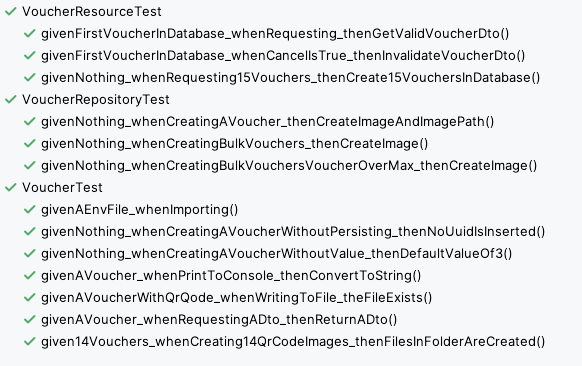 VoucherResourceTest
givenFirstVoucherInDatabase_whenRequesting_thenGetValidVoucherDto()
givenFirstVoucherInDatabase_whenCancelIsTrue_thenInvalidateVoucherDto()
givenNothing_whenRequesting15Vouchers_thenCreate15VouchersInDatabase()
VoucherRepositoryTest
givenNothing_whenCreatingAVoucher_thenCreateImageAndImagePath()
givenNothing_whenCreatingBulkVouchers_thenCreateImage()
givenNothing_whenCreatingBulkVouchersVoucherOverMax_thenCreateImage()
VoucherTest
givenAEnvFile_whenImporting()
givenNothing_whenCreatingAVoucherWithoutPersisting_thenNoUuidIsInserted()
givenNothing_whenCreatingAVoucherWithoutValue_thenDefaultValueOf3()
givenAVoucher_whenPrintToConsole_thenConvertToString()
givenAVoucherWithQrQode_whenWritingToFile_theFileExists()
givenAVoucher_whenRequestingADto_thenReturnADto()
given14Vouchers_whenCreating14QrCodeImages_thenFilesInFolderAreCreated()